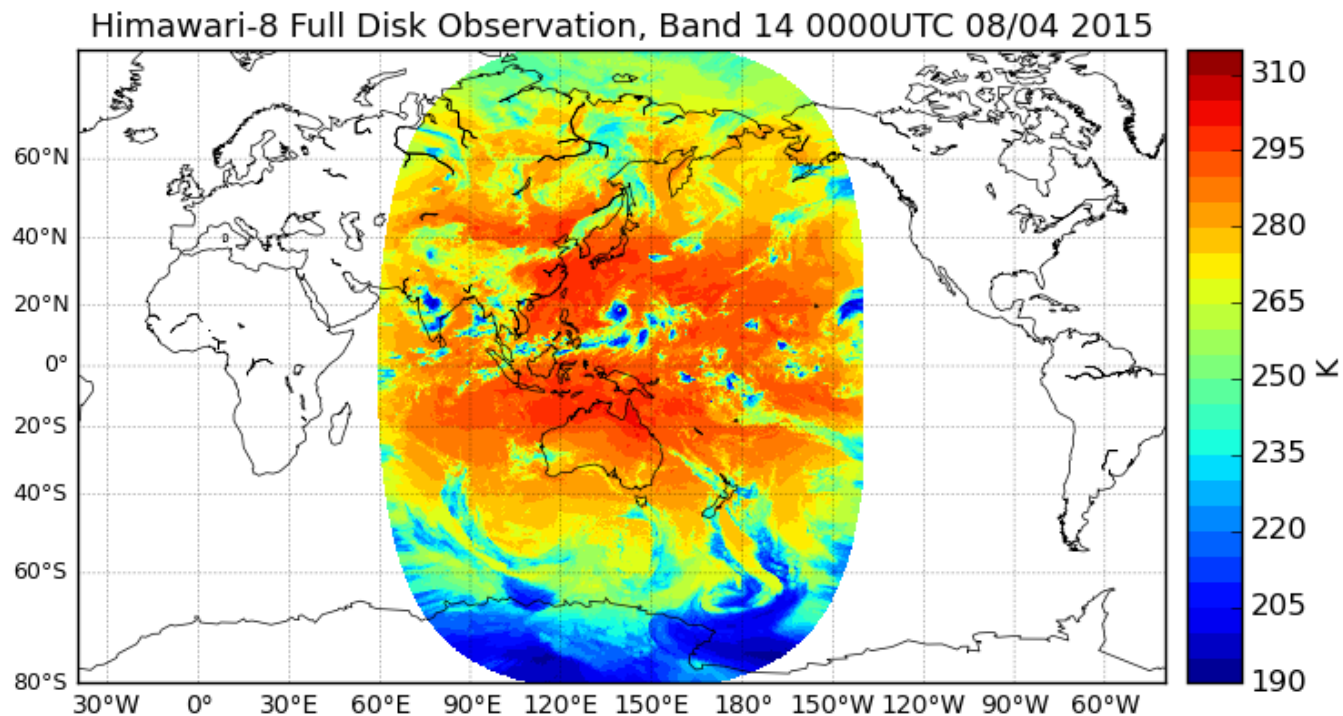 Himawari-8 Full Disk Observation, Band 14 0000UTC 08/04 2015
60°N
40°N
20°N
0°
20°S
40°S
60°S
80°S
30°W 0° 30°E 60°E 90°E 120°E 150°E 180° 150°W 120°W 90°W 60°W
310
295
280
265
250
235
220
205
190
K